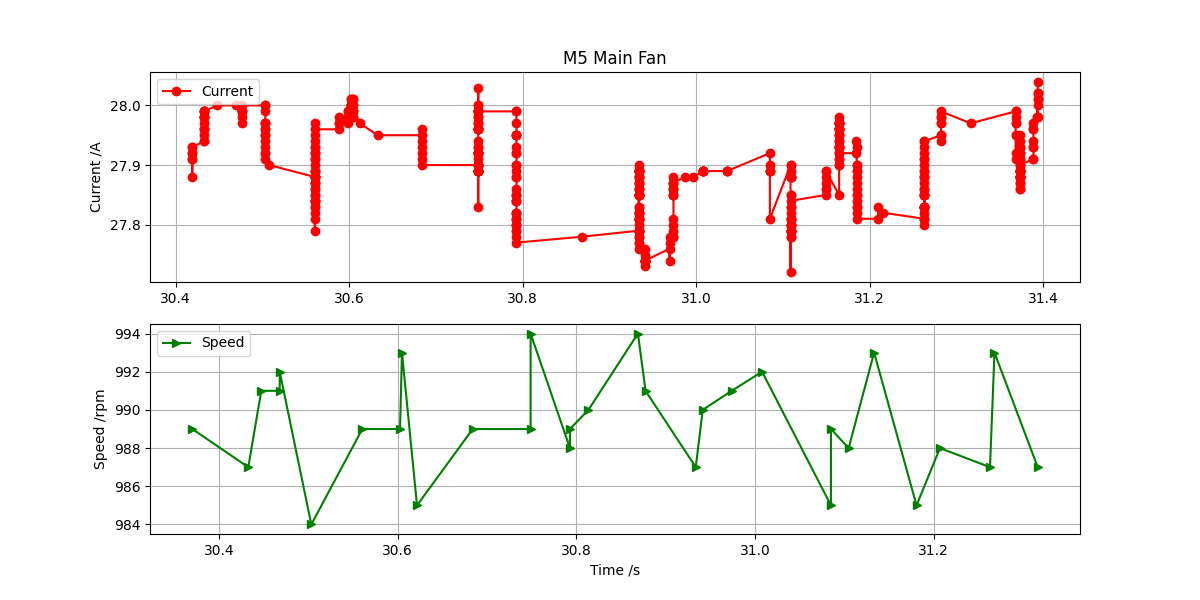 M5 Main Fan
Current /A
28.0
27.9
27.8
Current
30.4 30.6 30.8 31.0 31.2 31.4
Speed /rpm
994
992
990
988
986
984
Speed
30.4 30.6 30.8 31.0 31.2
Time /s